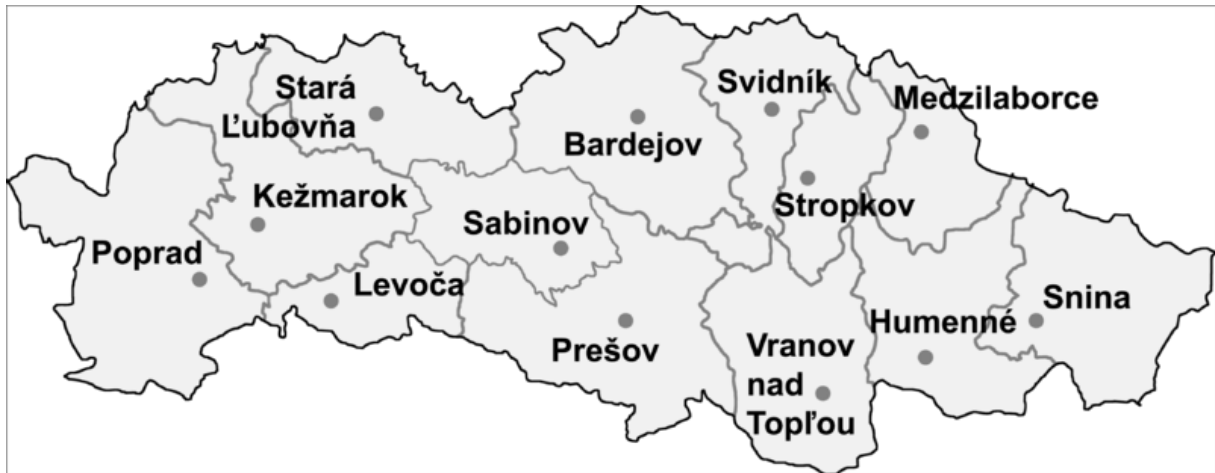 Stará
Ľubovňa
Svidník
Medzilaborce
Bardejov
Kežmarok
Stropkov
Sabinov
Poprad
Levoča
Snina
Humenné
Prešov
Vranov
nad
Topľou